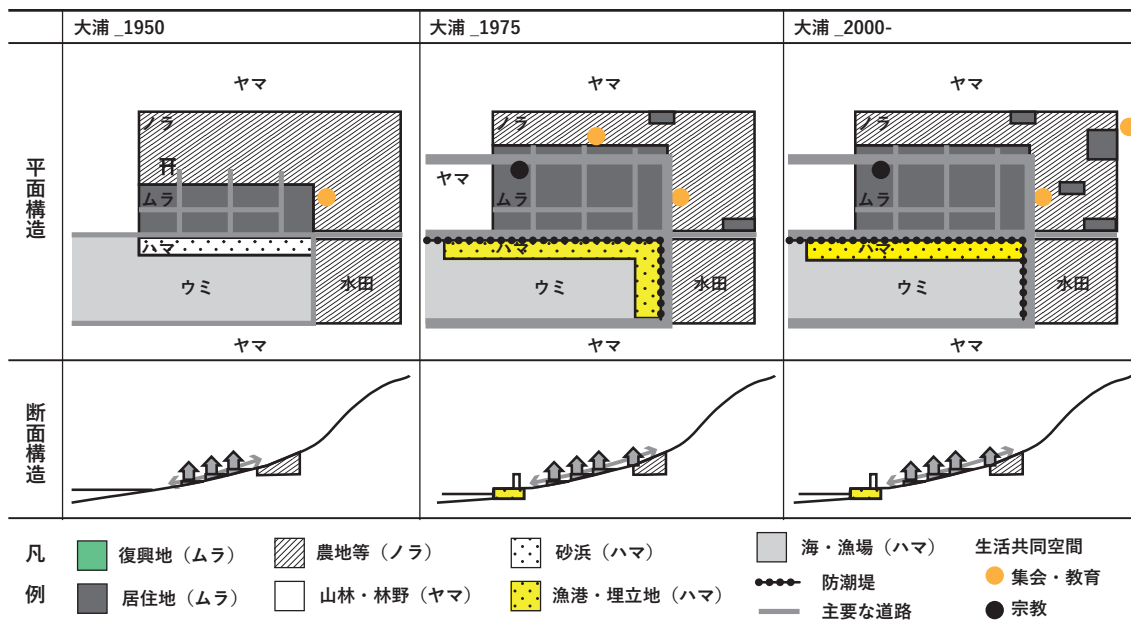 大浦 _1950
大浦 _1975
大浦 _2000-
平面構造
ヤマ
ノラ
ムラ
ハマ
ウミ
水田
ヤマ
ヤマ
ノラ
ヤマ
ムラ
ハマ
ウミ
水田
ヤマ
ヤマ
ノラ
ムラ
ハマ
ウミ
水田
ヤマ
断面構造
凡例
復興地（ムラ）
居住地（ムラ）
農地等（ノラ）
山林・林野（ヤマ）
砂浜（ハマ）
漁港・埋立地（ハマ）
海・漁場（ハマ）
防潮堤
主要な道路
生活共同空間
集会・教育
宗教